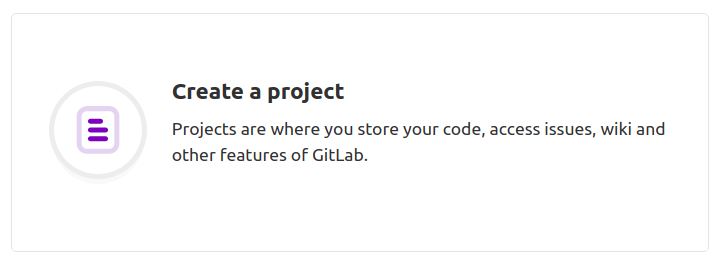 Create a project
Projects are where you store your code, access issues, wiki and
other features of GitLab.